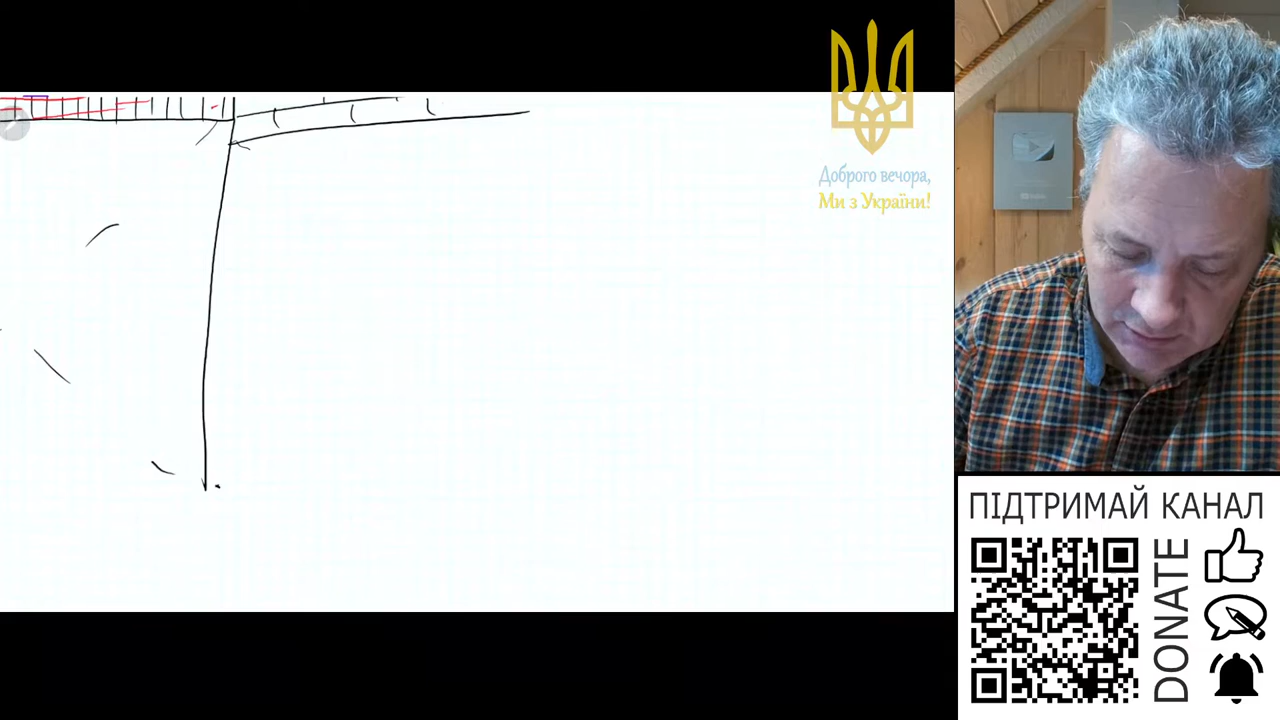 Доброго вечора,
Ми з України!
ПІДТРИМАЙ КАНАЛ
DONATE